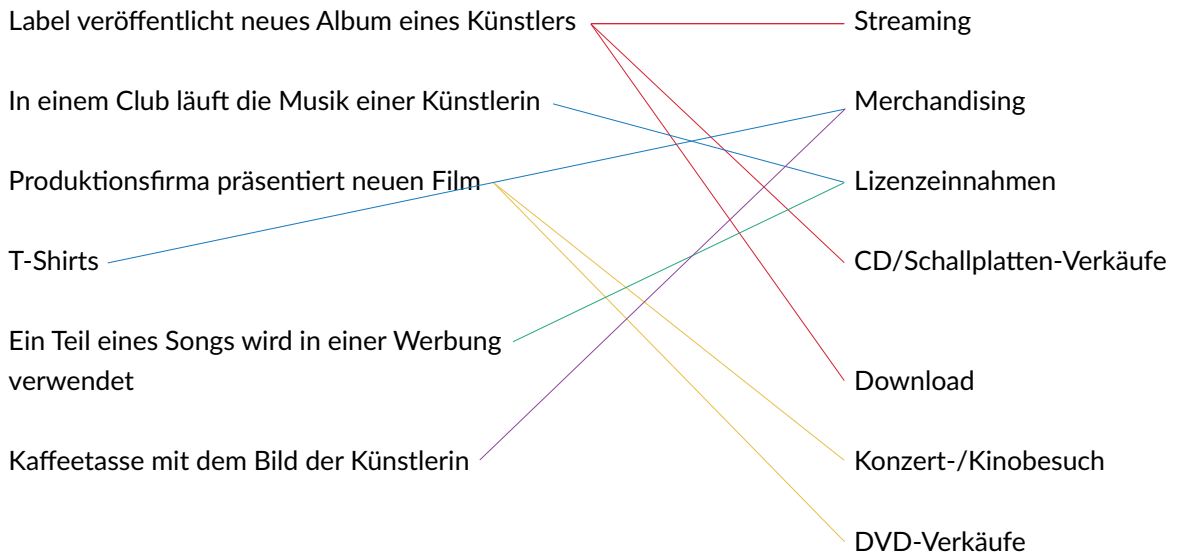 Label veröffentlicht neues Album eines Künstlers
Streaming
In einem Club läuft die Musik einer Künstlerin
Merchandising
Produktionsfirma präsentiert neuen Film
Lizenzeinnahmen
T-Shirts
CD/Schallplatten-Verkäufe
Ein Teil eines Songs wird in einer Werbung
verwendet
Download
Kaffeetasse mit dem Bild der Künstlerin
Konzert-/Kinobesuch
DVD-Verkäufe